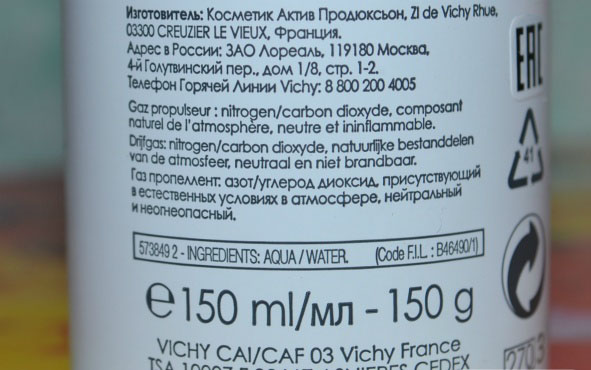 Изготовитель: Косметик Актив Продюксьон, ZI de Vichy Rhue,
03300 CREUZIER LE VIEUX, Франция.
Адрес в России: ЗАО Лореаль, 119180 Москва,
4-й Голутвинский пер., дом 1/8, стр. 1-2.
Телефон Горячей Линии Vichy: 8 800 200 4005
EAC
Gaz propulseur : nitrogen/carbon dioxyde, composant
naturel de l'atmosphère, neutre et ininflammable.
Drijfgas: nitrogen/carbon dioxyde, natuurlijke bestanddelen
van de atmosfeer, neutraal en niet brandbaar.
41
Газ пропеллент: азот/углерод диоксид, присутствующий
в естественных условиях в атмосфере, нейтральный
и неогнеопасный.
573849 2 - INGREDIENTS: AQUA / WATER. (Code F.I.L. : B46490/1)
℮150 ml/мл - 150 g
VICHY CAI/CAF 03 Vichy France
TSA